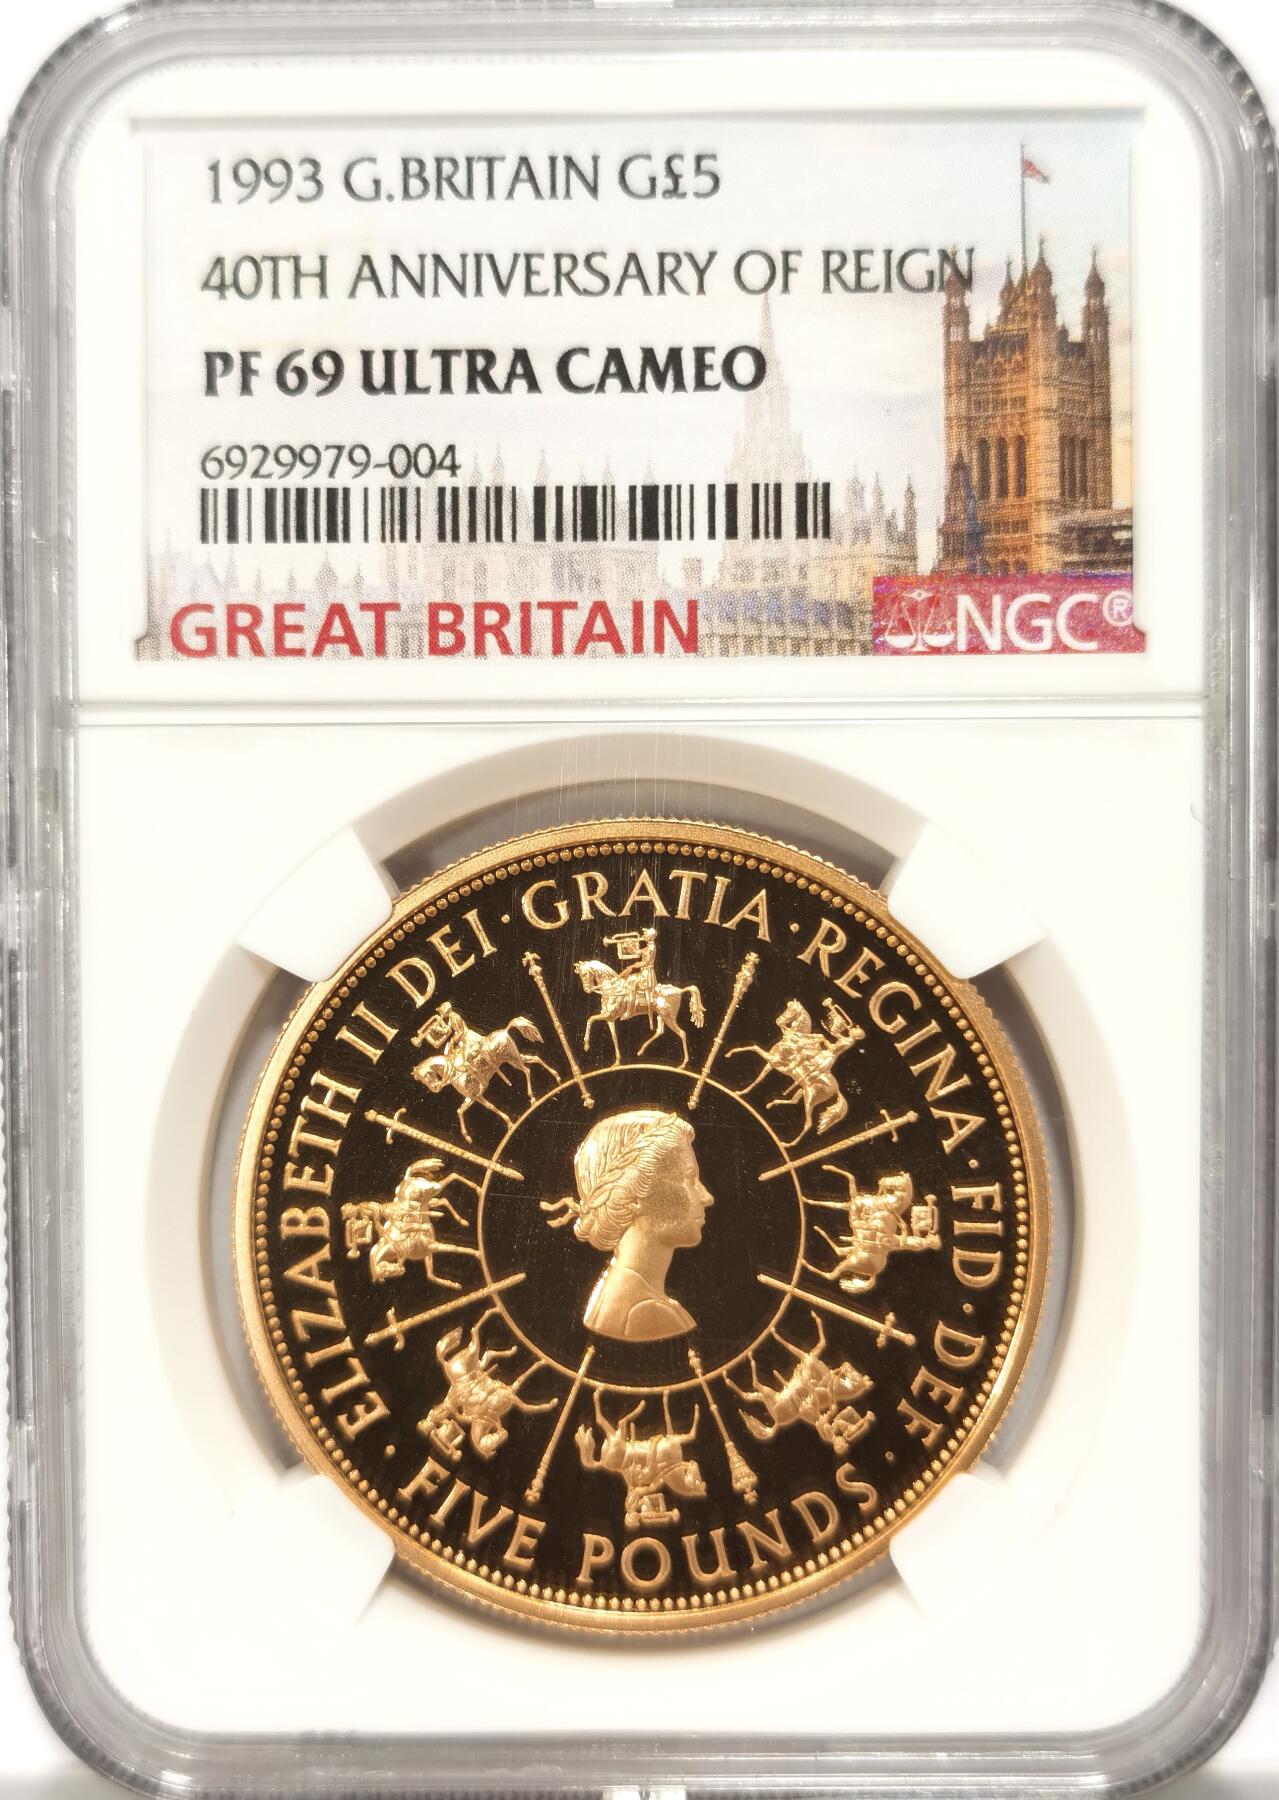 1993 G.BRITAIN G£5
40TH ANNIVERSARY OF REIGN
PF 69 ULTRA CAMEO
6929979-004
GREAT BRITAIN
NGC®
ELIZABETH II DEI · GRATIA · REGINA · FID · DEF ·
FIVE POUNDS